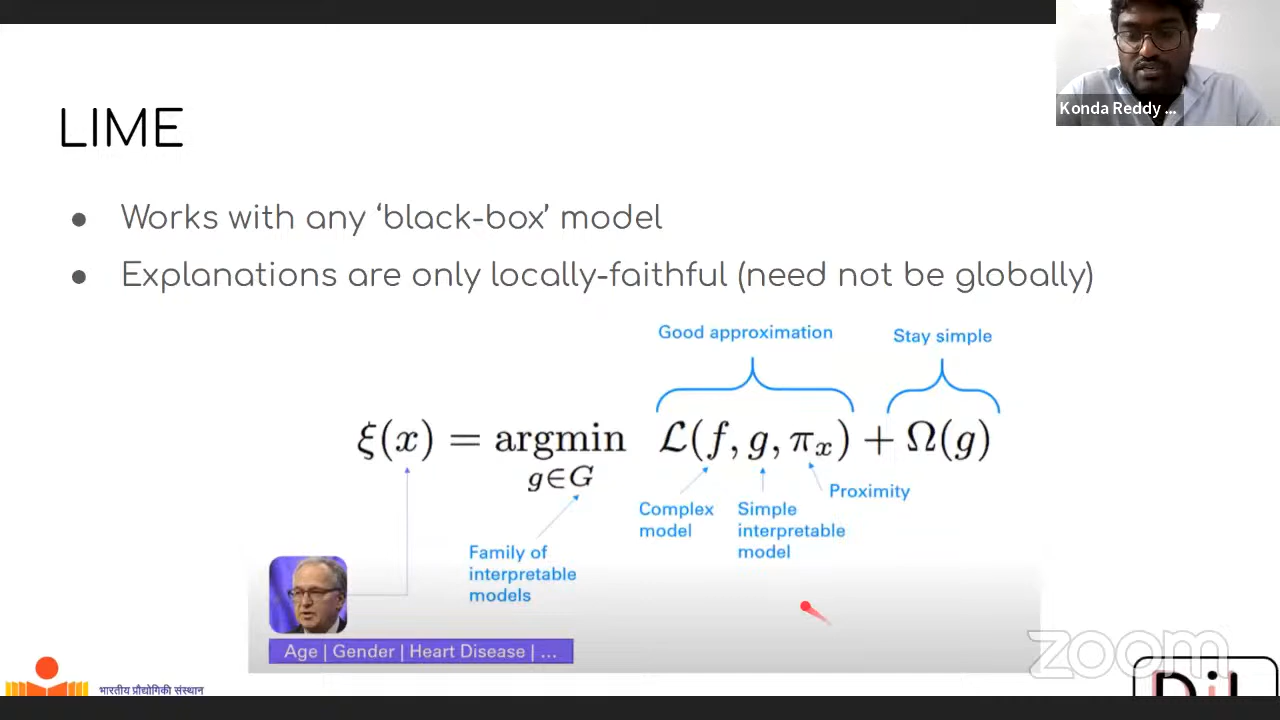 Konda Reddy ...
LIME
● Works with any ‘black-box’ model
● Explanations are only locally-faithful (need not be globally)
Good approximation
Stay simple
ξ(x) = argmin L(f, g, πₓ) + Ω(g)
g∈G
Proximity
Complex
model
Simple
interpretable
model
Family of
interpretable
models
Age | Gender | Heart Disease | ...
zoom
भारतीय प्रौद्योगिकी संस्थान